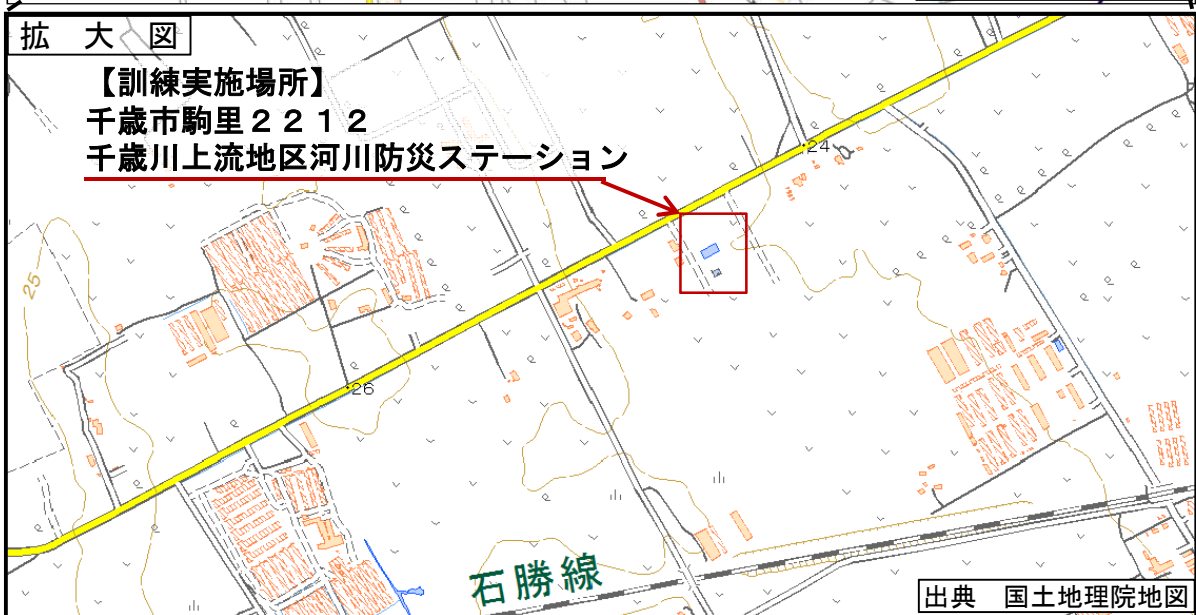 拡　大　図
【訓練実施場所】
千歳市駒里２２１２
千歳川上流地区河川防災ステーション
24
25
26
石勝線
出典　国土地理院地図